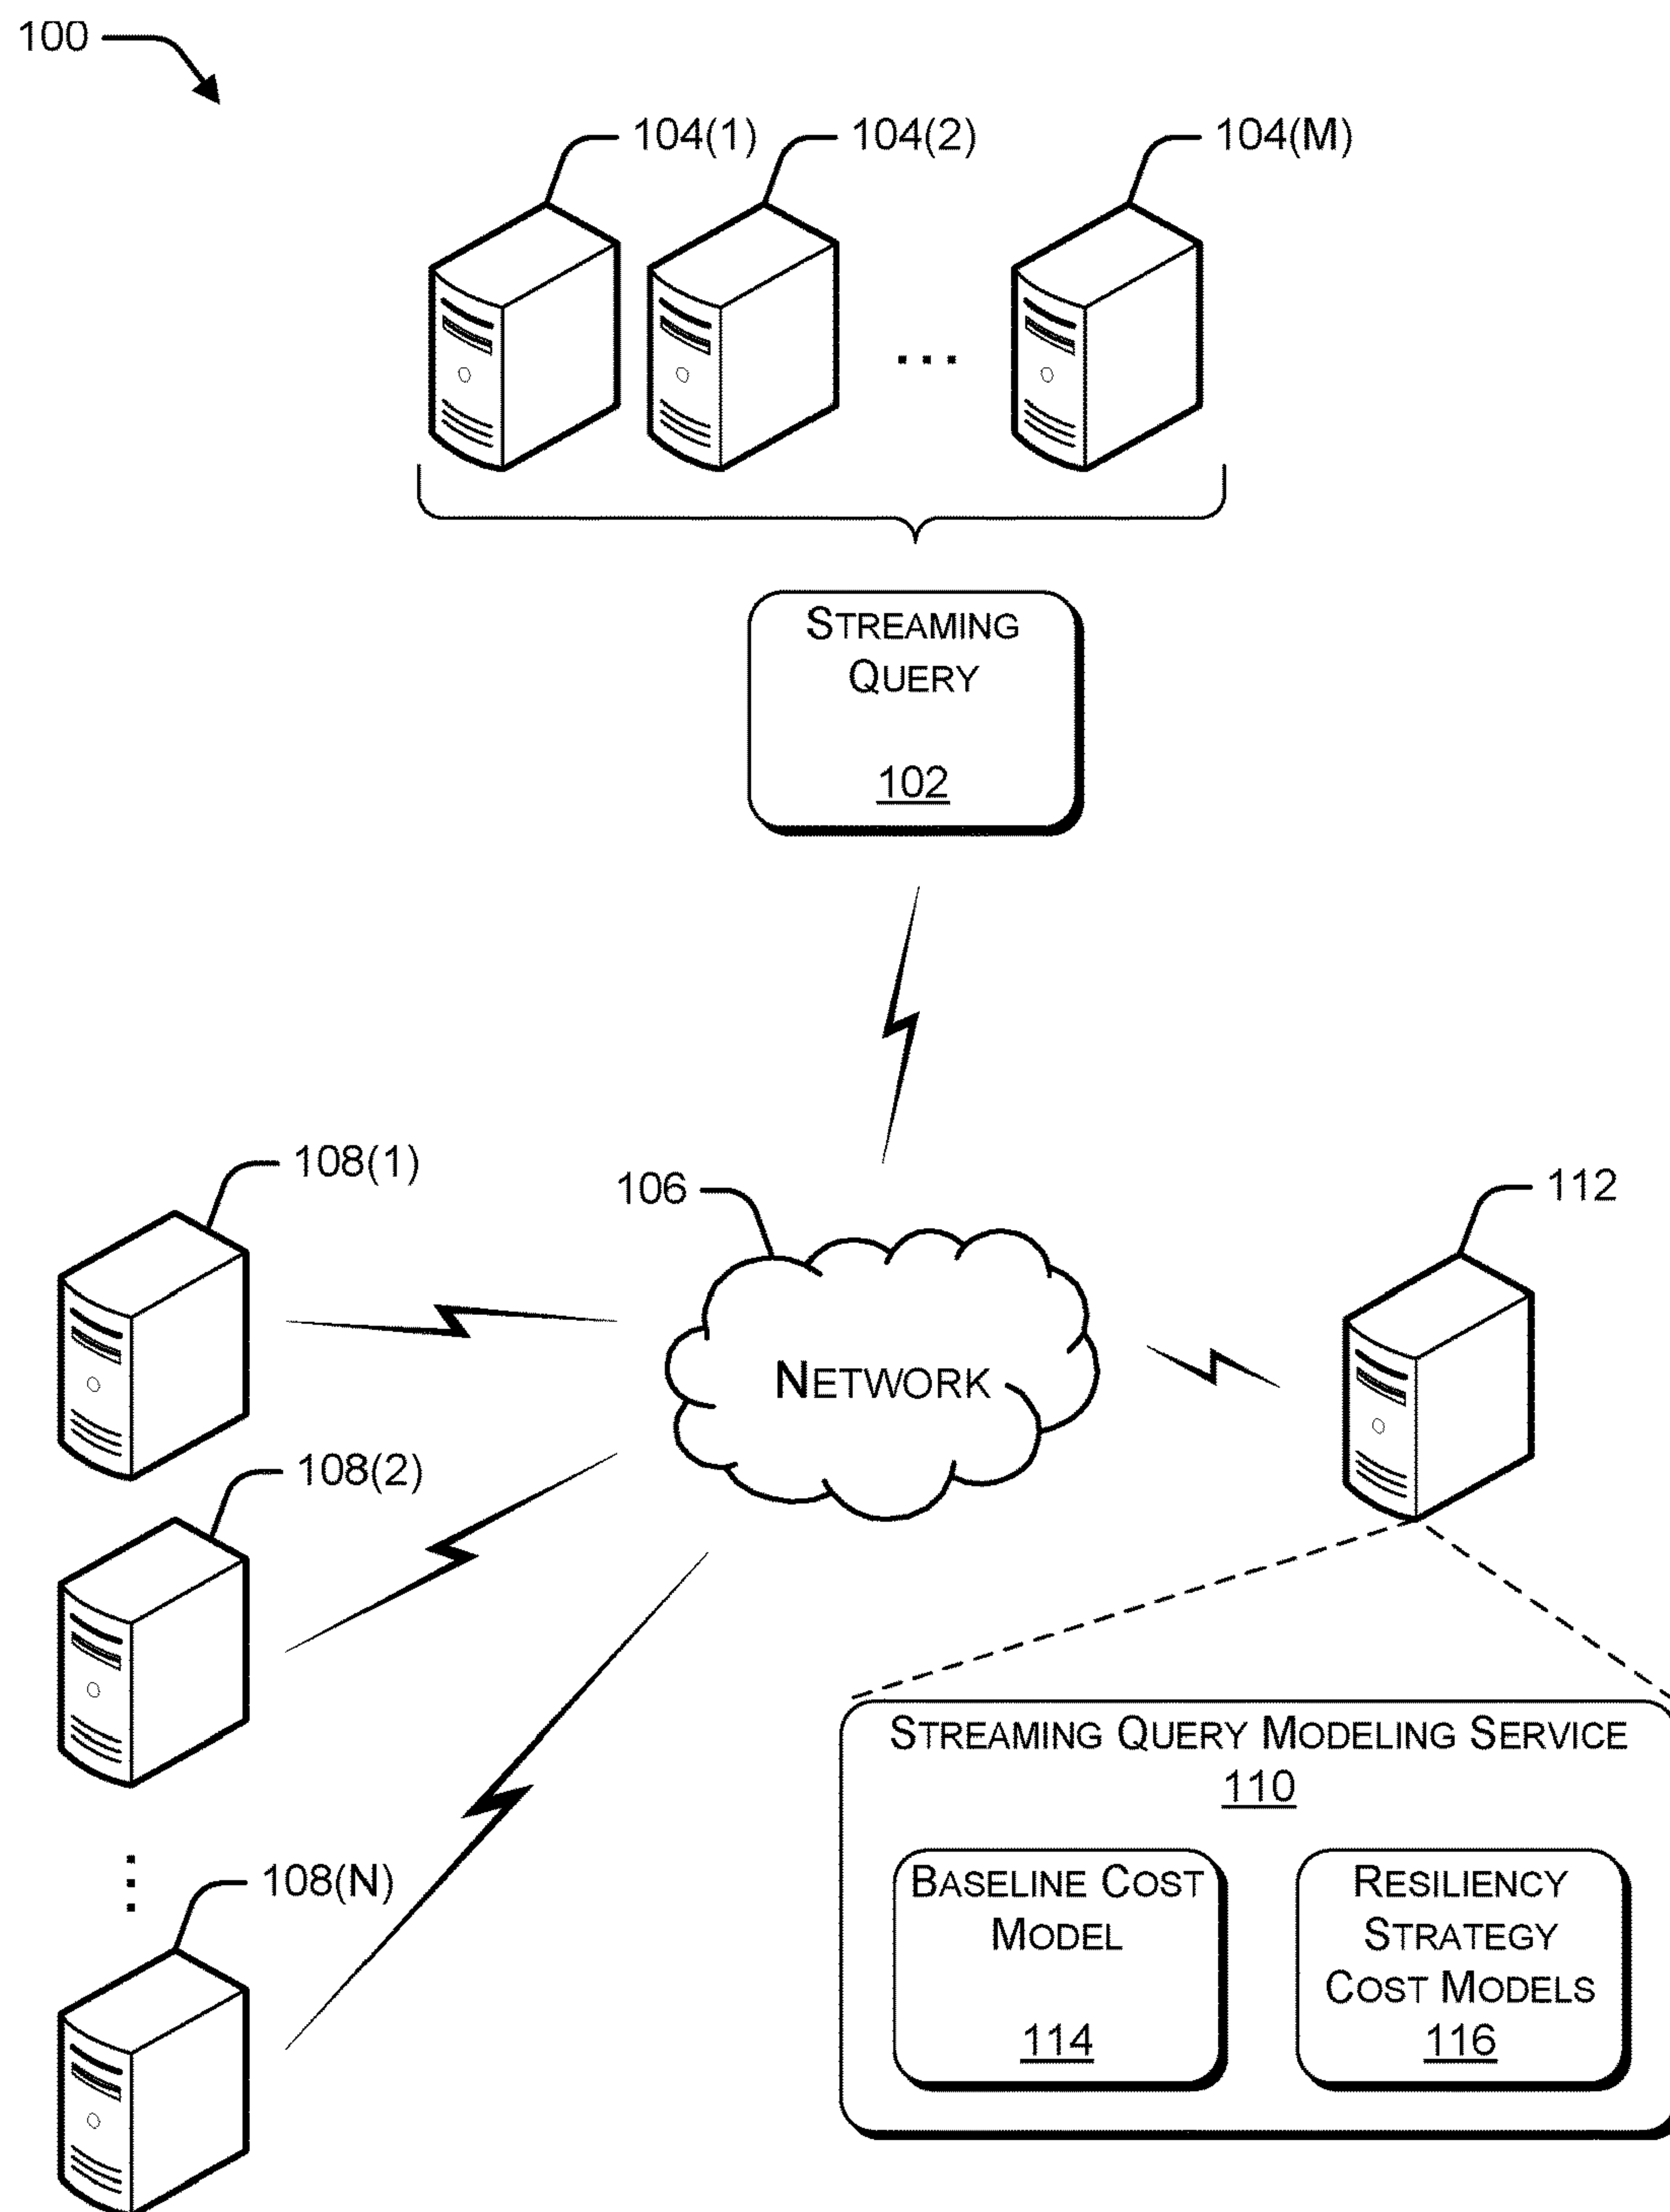 100
104(1) 104(2) 104(M)
STREAMING
QUERY
102
108(1)
106
112
NETWORK
108(2)
STREAMING QUERY MODELING SERVICE
110
108(N)
BASELINE COST
MODEL
114
RESILIENCY
STRATEGY
COST MODELS
116